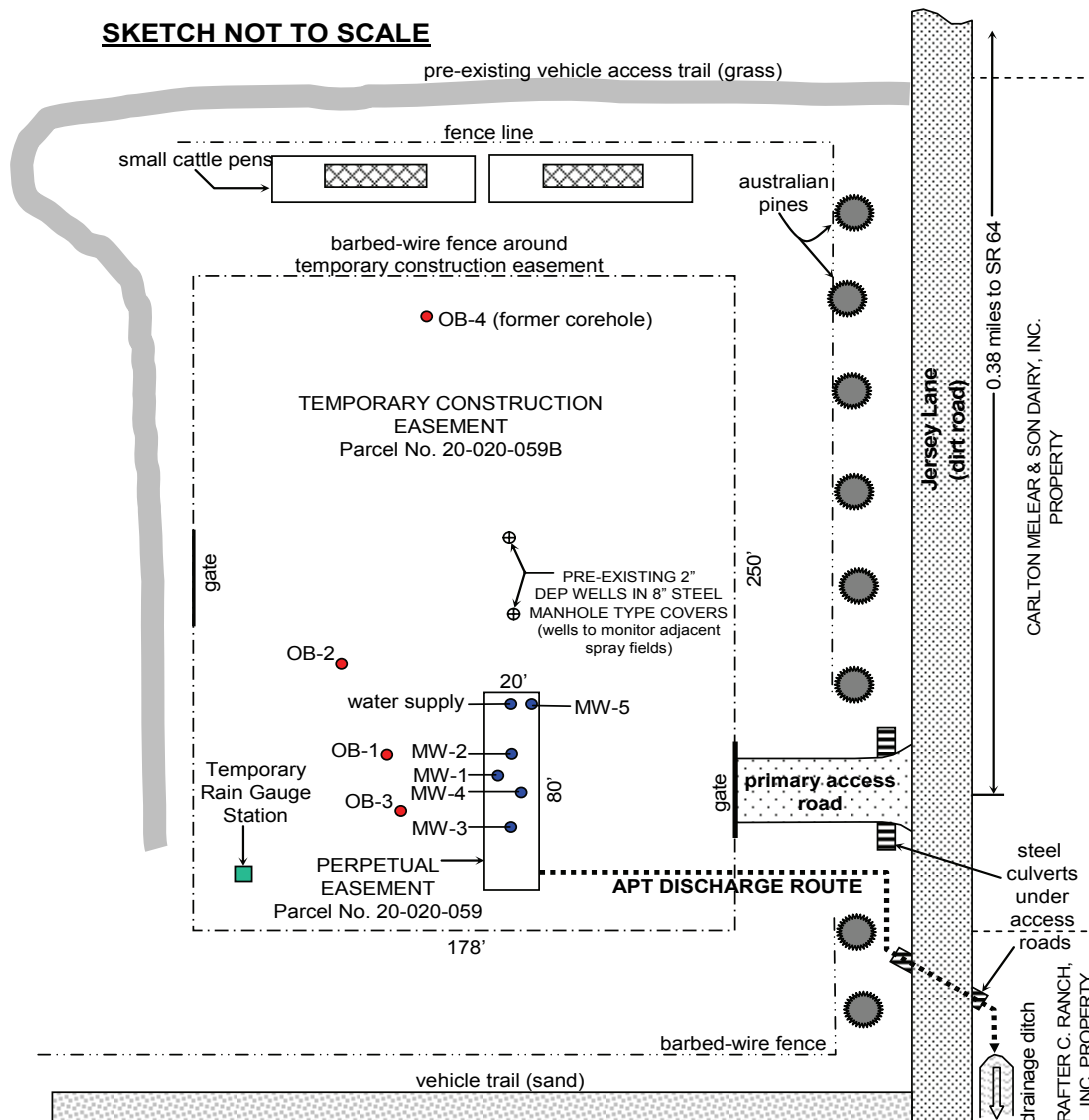 SKETCH NOT TO SCALE
pre-existing vehicle access trail (grass)
fence line
small cattle pens
australian
pines
barbed-wire fence around
temporary construction easement
OB-4 (former corehole)
TEMPORARY CONSTRUCTION
EASEMENT
Parcel No. 20-020-059B
Jersey Lane
(dirt road)
0.38 miles to SR 64
CARLTON MELEAR & SON DAIRY, INC.
PROPERTY
gate
250’
PRE-EXISTING 2”
DEP WELLS IN 8” STEEL
MANHOLE TYPE COVERS
(wells to monitor adjacent
spray fields)
OB-2
20’
water supply
MW-5
OB-1
MW-2
MW-1
MW-4
80’
OB-3
MW-3
Temporary
Rain Gauge
Station
gate
primary access
road
PERPETUAL
EASEMENT
Parcel No. 20-020-059
APT DISCHARGE ROUTE
steel
culverts
under
access
roads
178’
barbed-wire fence
vehicle trail (sand)
drainage ditch
RAFTER C. RANCH,
INC. PROPERTY